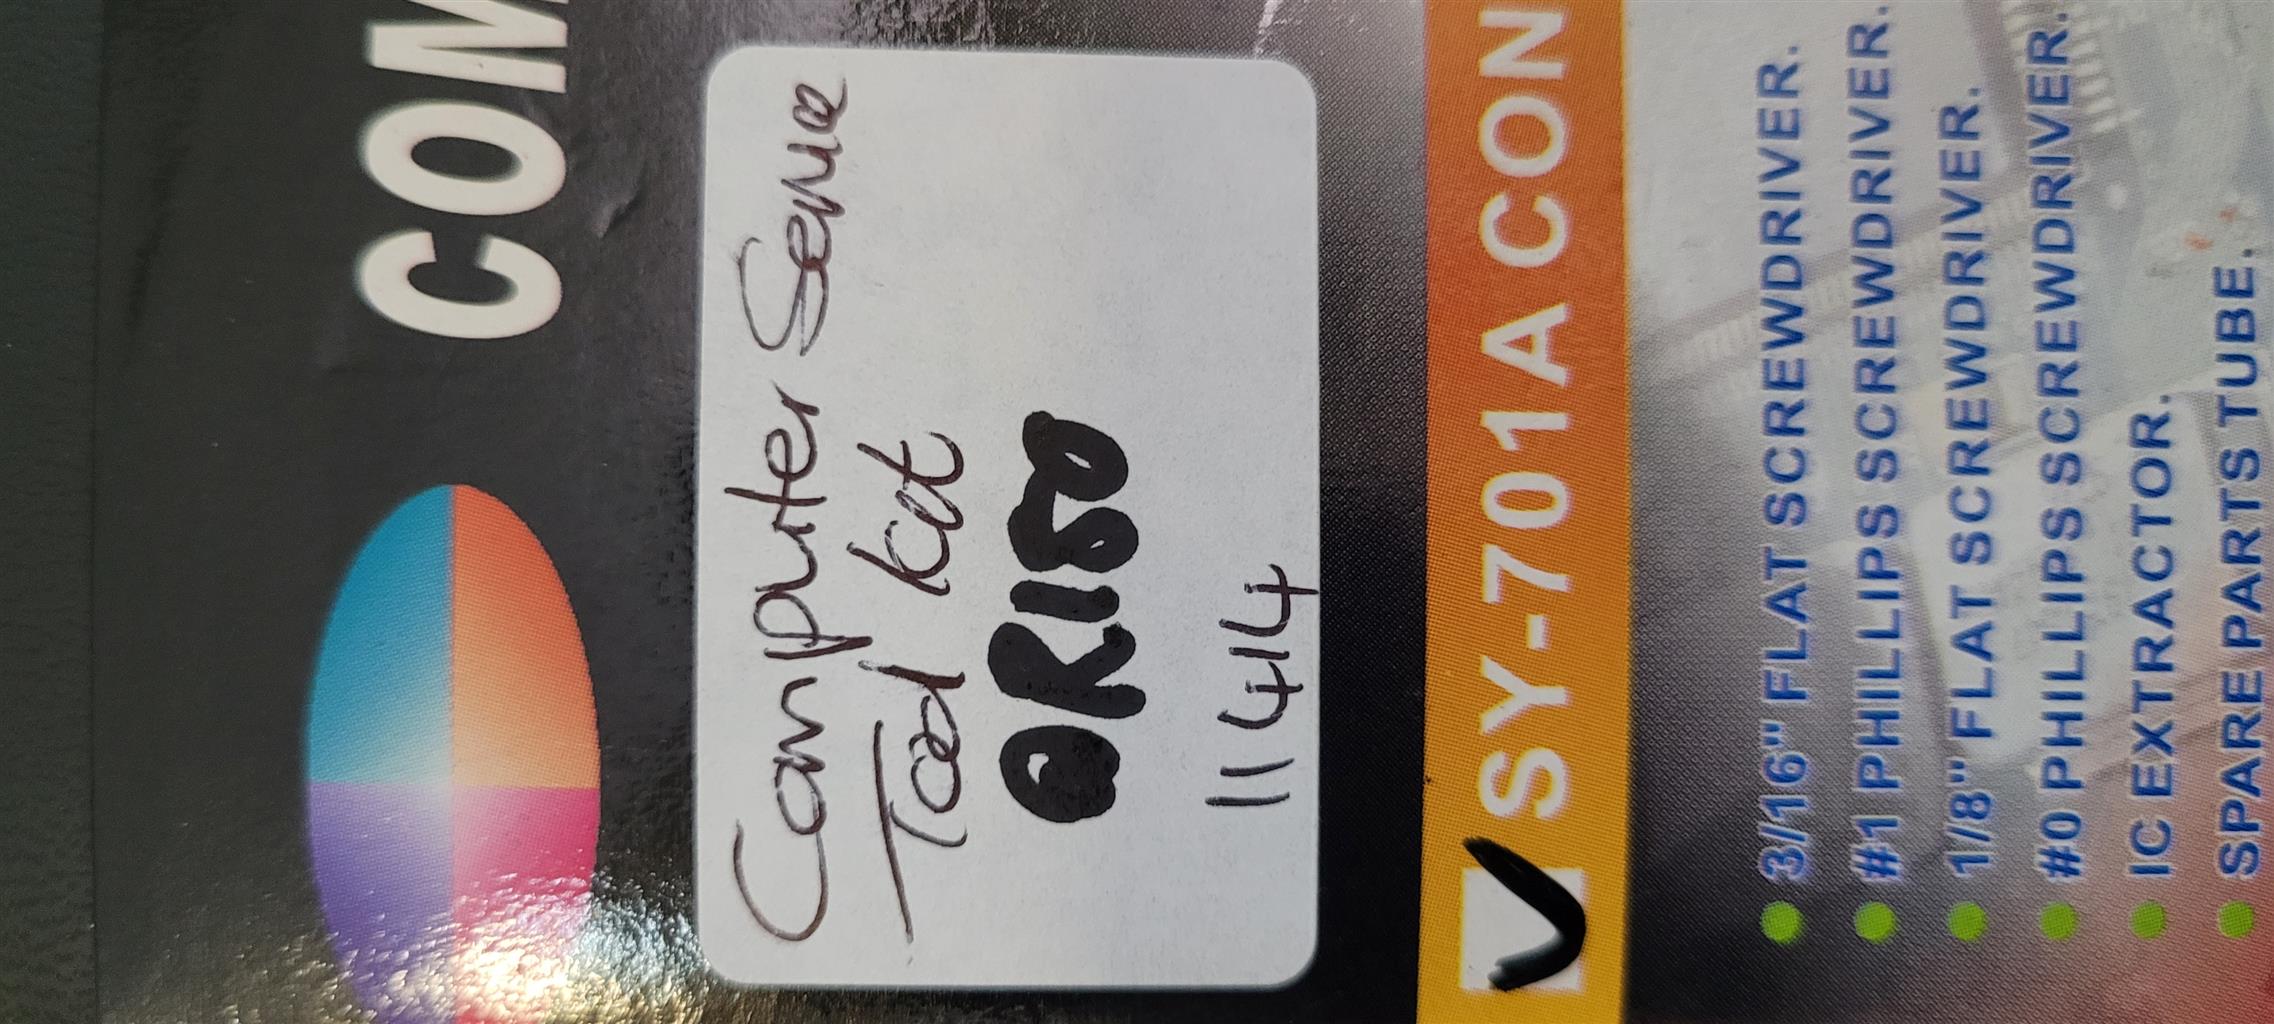 COM
Computer Service
Tool kit
@R150
11414
SY-701A CON
3/16" FLAT SCREWDRIVER.
#1 PHILLIPS SCREWDRIVER.
1/8" FLAT SCREWDRIVER.
#0 PHILLIPS SCREWDRIVER.
IC EXTRACTOR.
SPARE PARTS TUBE.